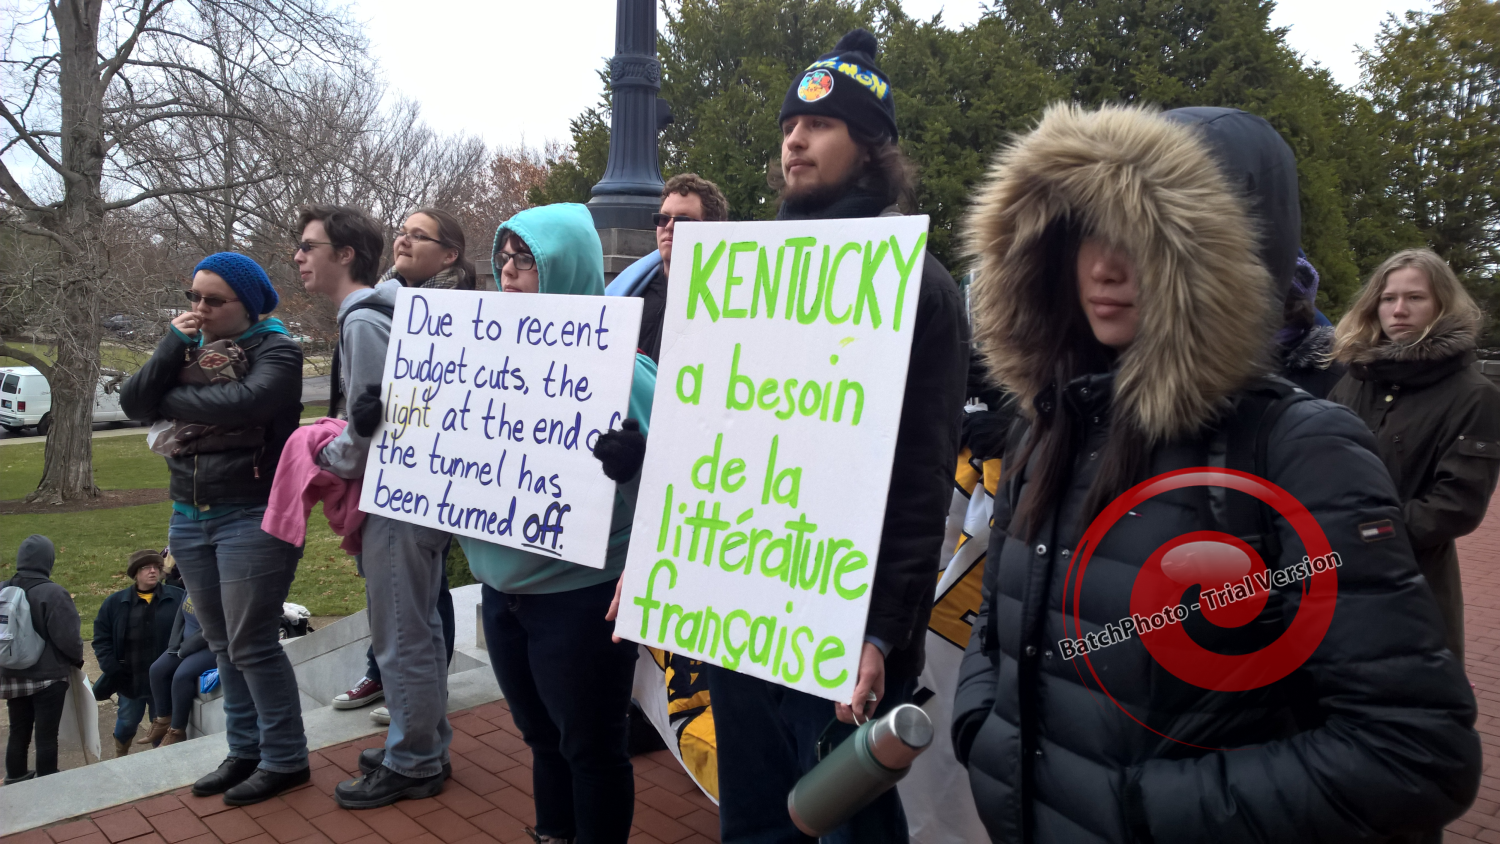 POKéMON
Due to recent
budget cuts, the
light at the end of
the tunnel has
been turned off.
KENTUCKY
a besoin
de la
littérature
française
BatchPhoto - Trial Version